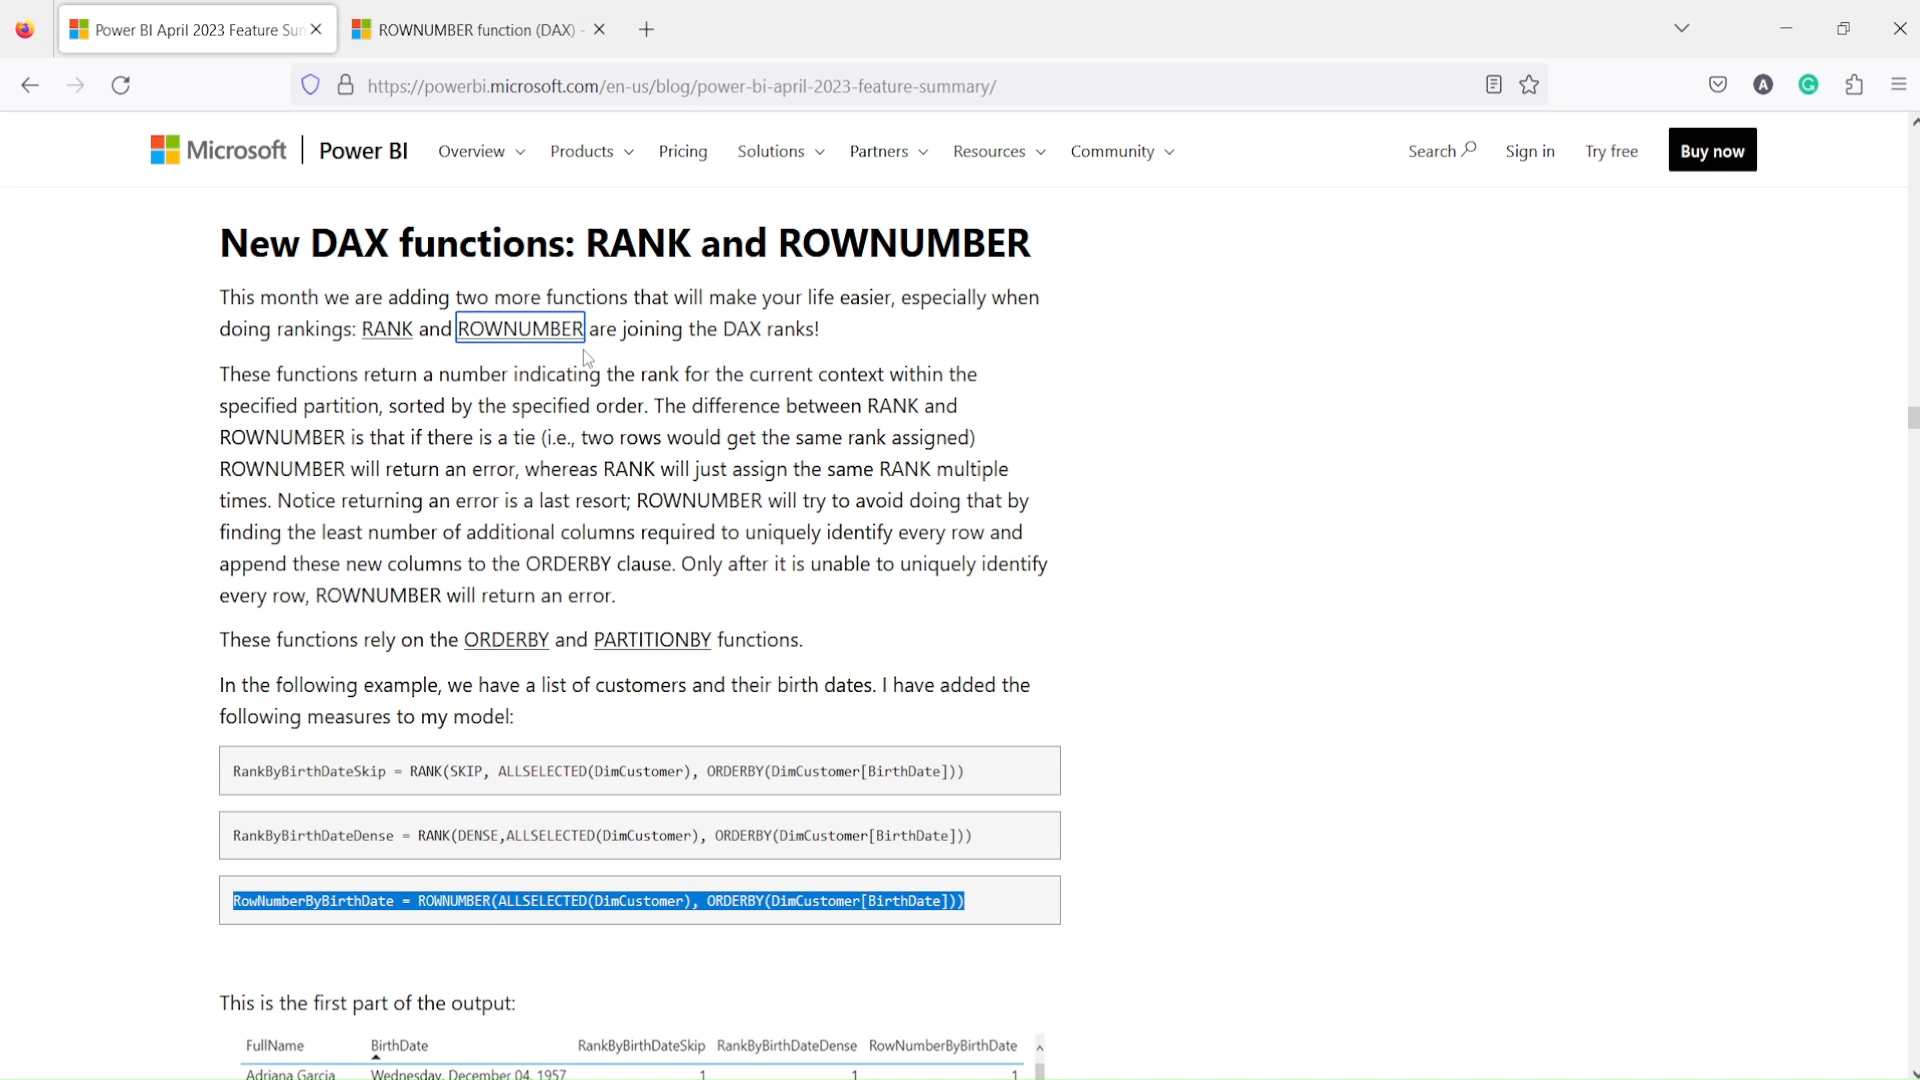 Power BI April 2023 Feature Sum
ROWNUMBER function (DAX) -
https://powerbi.microsoft.com/en-us/blog/power-bi-april-2023-feature-summary/
A
G
Microsoft | Power BI Overview Products Pricing Solutions Partners Resources Community Search Sign in Try free Buy now
New DAX functions: RANK and ROWNUMBER
This month we are adding two more functions that will make your life easier, especially when
doing rankings: RANK and ROWNUMBER are joining the DAX ranks!
These functions return a number indicating the rank for the current context within the
specified partition, sorted by the specified order. The difference between RANK and
ROWNUMBER is that if there is a tie (i.e., two rows would get the same rank assigned)
ROWNUMBER will return an error, whereas RANK will just assign the same RANK multiple
times. Notice returning an error is a last resort; ROWNUMBER will try to avoid doing that by
finding the least number of additional columns required to uniquely identify every row and
append these new columns to the ORDERBY clause. Only after it is unable to uniquely identify
every row, ROWNUMBER will return an error.
These functions rely on the ORDERBY and PARTITIONBY functions.
In the following example, we have a list of customers and their birth dates. I have added the
following measures to my model:
RankByBirthDateSkip = RANK(SKIP, ALLSELECTED(DimCustomer), ORDERBY(DimCustomer[BirthDate]))
RankByBirthDateDense = RANK(DENSE,ALLSELECTED(DimCustomer), ORDERBY(DimCustomer[BirthDate]))
RowNumberByBirthDate = ROWNUMBER(ALLSELECTED(DimCustomer), ORDERBY(DimCustomer[BirthDate]))
This is the first part of the output:
FullName BirthDate RankByBirthDateSkip RankByBirthDateDense RowNumberByBirthDate
Adriana Garcia Wednesday, December 04, 1957 1 1 1